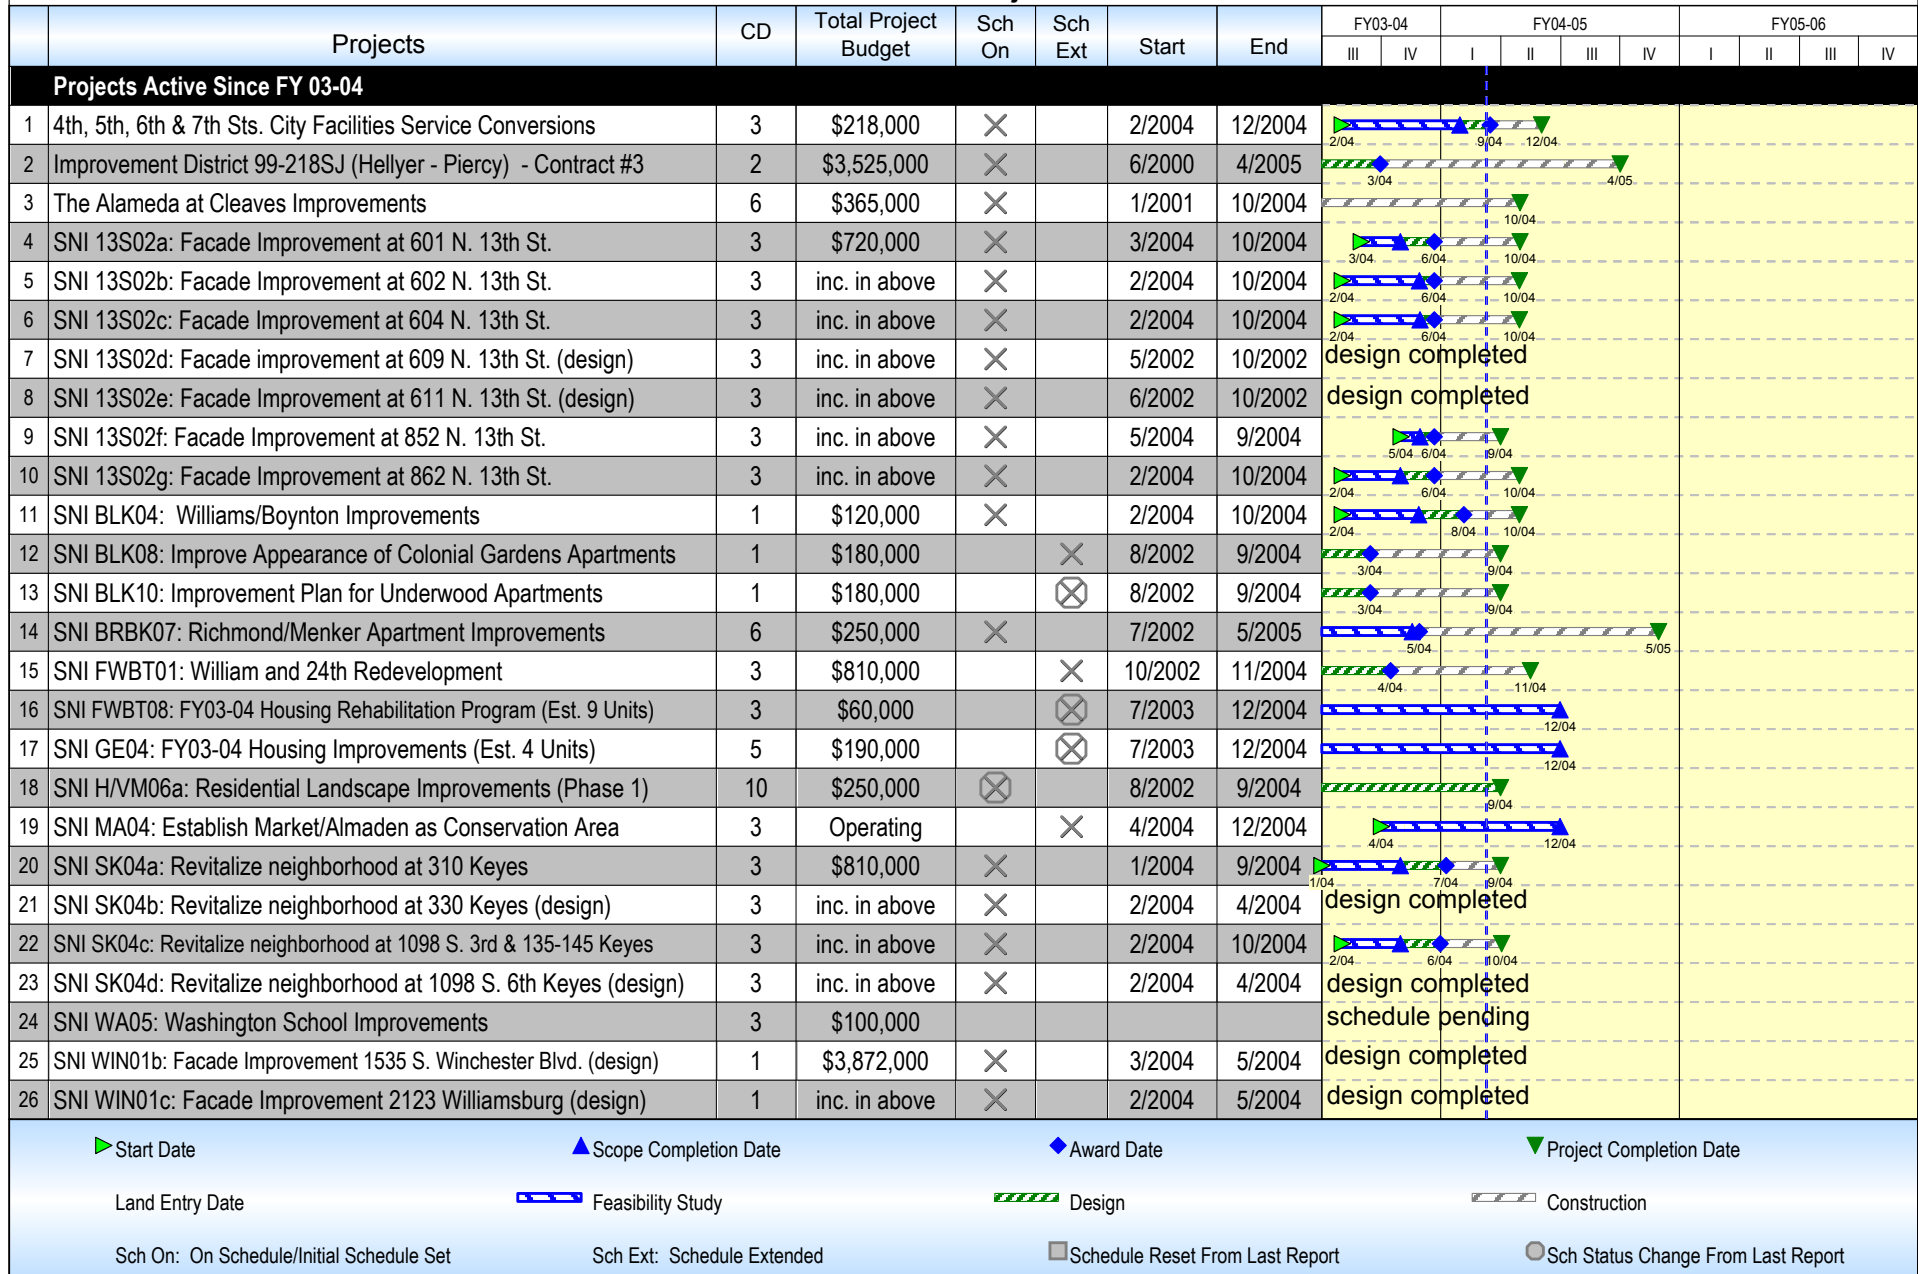 Projects CD Total Project Budget Sch On Sch Ext Start End FY03-04 FY04-05 FY05-06
III IV I II III IV I II III IV
Projects Active Since FY 03-04
1 4th, 5th, 6th & 7th Sts. City Facilities Service Conversions 3 $218,000 2/2004 12/2004 2/04 9/04 12/04
2 Improvement District 99-218SJ (Hellyer - Piercy) - Contract #3 2 $3,525,000 6/2000 4/2005 3/04 4/05
3 The Alameda at Cleaves Improvements 6 $365,000 1/2001 10/2004 10/04
4 SNI 13S02a: Facade Improvement at 601 N. 13th St. 3 $720,000 3/2004 10/2004 3/04 6/04 10/04
5 SNI 13S02b: Facade Improvement at 602 N. 13th St. 3 inc. in above 2/2004 10/2004 2/04 6/04 10/04
6 SNI 13S02c: Facade Improvement at 604 N. 13th St. 3 inc. in above 2/2004 10/2004 2/04 6/04 10/04
7 SNI 13S02d: Facade improvement at 609 N. 13th St. (design) 3 inc. in above 5/2002 10/2002 design completed
8 SNI 13S02e: Facade Improvement at 611 N. 13th St. (design) 3 inc. in above 6/2002 10/2002 design completed
9 SNI 13S02f: Facade Improvement at 852 N. 13th St. 3 inc. in above 5/2004 9/2004 5/04 6/04 9/04
10 SNI 13S02g: Facade Improvement at 862 N. 13th St. 3 inc. in above 2/2004 10/2004 2/04 6/04 10/04
11 SNI BLK04: Williams/Boynton Improvements 1 $120,000 2/2004 10/2004 2/04 8/04 10/04
12 SNI BLK08: Improve Appearance of Colonial Gardens Apartments 1 $180,000 8/2002 9/2004 3/04 9/04
13 SNI BLK10: Improvement Plan for Underwood Apartments 1 $180,000 8/2002 9/2004 3/04 9/04
14 SNI BRBK07: Richmond/Menker Apartment Improvements 6 $250,000 7/2002 5/2005 5/04 5/05
15 SNI FWBT01: William and 24th Redevelopment 3 $810,000 10/2002 11/2004 4/04 11/04
16 SNI FWBT08: FY03-04 Housing Rehabilitation Program (Est. 9 Units) 3 $60,000 7/2003 12/2004 12/04
17 SNI GE04: FY03-04 Housing Improvements (Est. 4 Units) 5 $190,000 7/2003 12/2004 12/04
18 SNI H/VM06a: Residential Landscape Improvements (Phase 1) 10 $250,000 8/2002 9/2004 9/04
19 SNI MA04: Establish Market/Almaden as Conservation Area 3 Operating 4/2004 12/2004 4/04 12/04
20 SNI SK04a: Revitalize neighborhood at 310 Keyes 3 $810,000 1/2004 9/2004 1/04 7/04 9/04
21 SNI SK04b: Revitalize neighborhood at 330 Keyes (design) 3 inc. in above 2/2004 4/2004 design completed
22 SNI SK04c: Revitalize neighborhood at 1098 S. 3rd & 135-145 Keyes 3 inc. in above 2/2004 10/2004 2/04 6/04 10/04
23 SNI SK04d: Revitalize neighborhood at 1098 S. 6th Keyes (design) 3 inc. in above 2/2004 4/2004 design completed
24 SNI WA05: Washington School Improvements 3 $100,000 schedule pending
25 SNI WIN01b: Facade Improvement 1535 S. Winchester Blvd. (design) 1 $3,872,000 3/2004 5/2004 design completed
26 SNI WIN01c: Facade Improvement 2123 Williamsburg (design) 1 inc. in above 2/2004 5/2004 design completed
Start Date Scope Completion Date Award Date Project Completion Date
Land Entry Date Feasibility Study Design Construction
Sch On: On Schedule/Initial Schedule Set Sch Ext: Schedule Extended Schedule Reset From Last Report Sch Status Change From Last Report